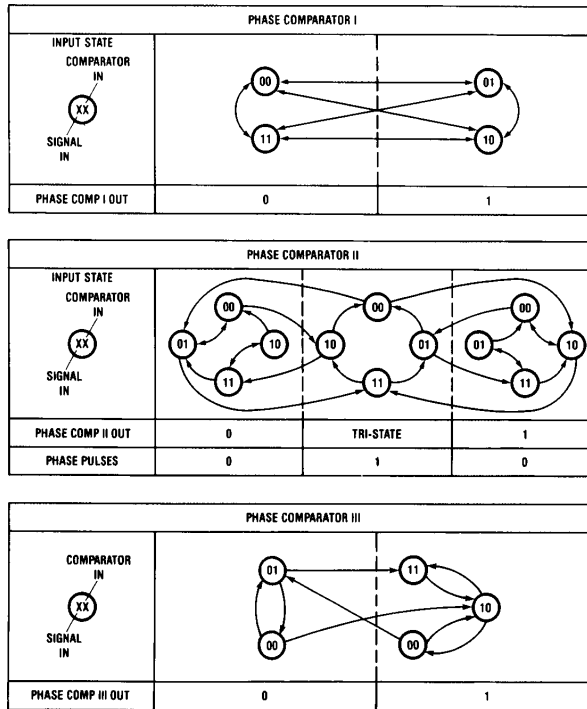 PHASE COMPARATOR I
INPUT STATE
COMPARATOR
IN
XX
SIGNAL
IN
00
01
11
10
PHASE COMP I OUT 0 1
PHASE COMPARATOR II
INPUT STATE
COMPARATOR
IN
XX
SIGNAL
IN
00 00 00
01 10 10 01 01 10
11 11 11
PHASE COMP II OUT 0 TRI-STATE 1
PHASE PULSES 0 1 0
PHASE COMPARATOR III
COMPARATOR
IN
XX
SIGNAL
IN
01 11
10
00 00
PHASE COMP III OUT 0 1